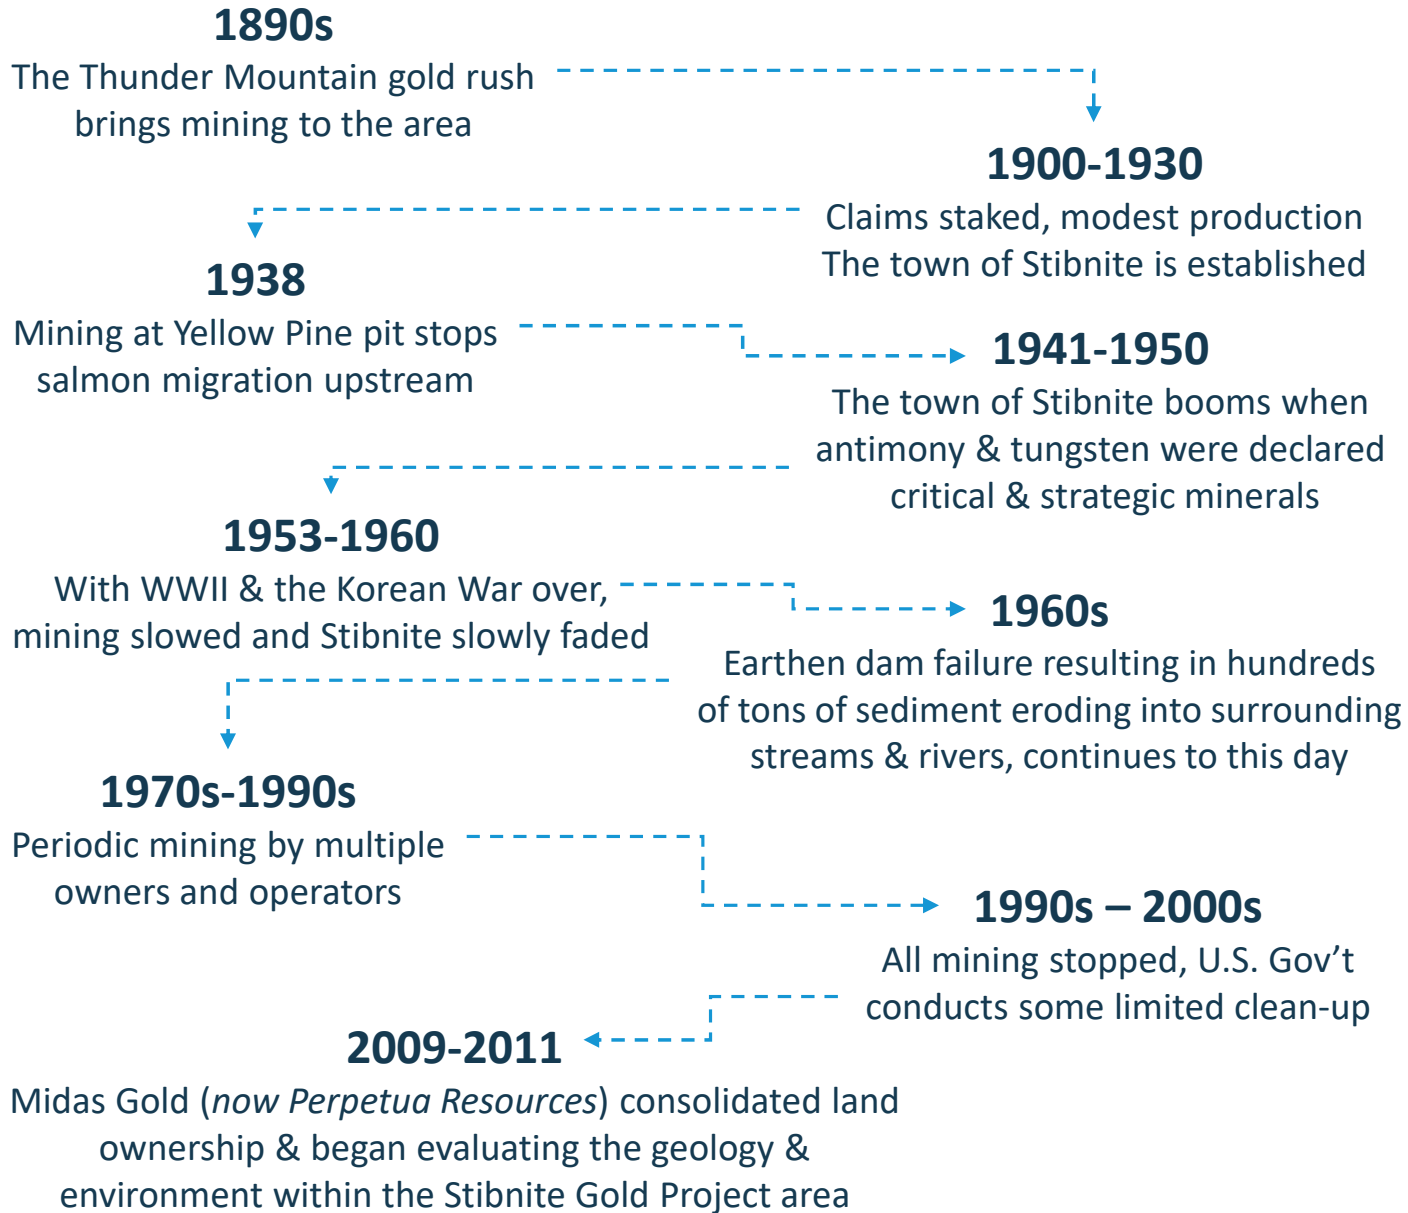 1890s
The Thunder Mountain gold rush
brings mining to the area
1900-1930
Claims staked, modest production
The town of Stibnite is established
1938
Mining at Yellow Pine pit stops
salmon migration upstream
1941-1950
The town of Stibnite booms when
antimony & tungsten were declared
critical & strategic minerals
1953-1960
With WWII & the Korean War over,
mining slowed and Stibnite slowly faded
1960s
Earthen dam failure resulting in hundreds
of tons of sediment eroding into surrounding
streams & rivers, continues to this day
1970s-1990s
Periodic mining by multiple
owners and operators
1990s – 2000s
All mining stopped, U.S. Gov’t
conducts some limited clean-up
2009-2011
Midas Gold (now Perpetua Resources) consolidated land
ownership & began evaluating the geology &
environment within the Stibnite Gold Project area